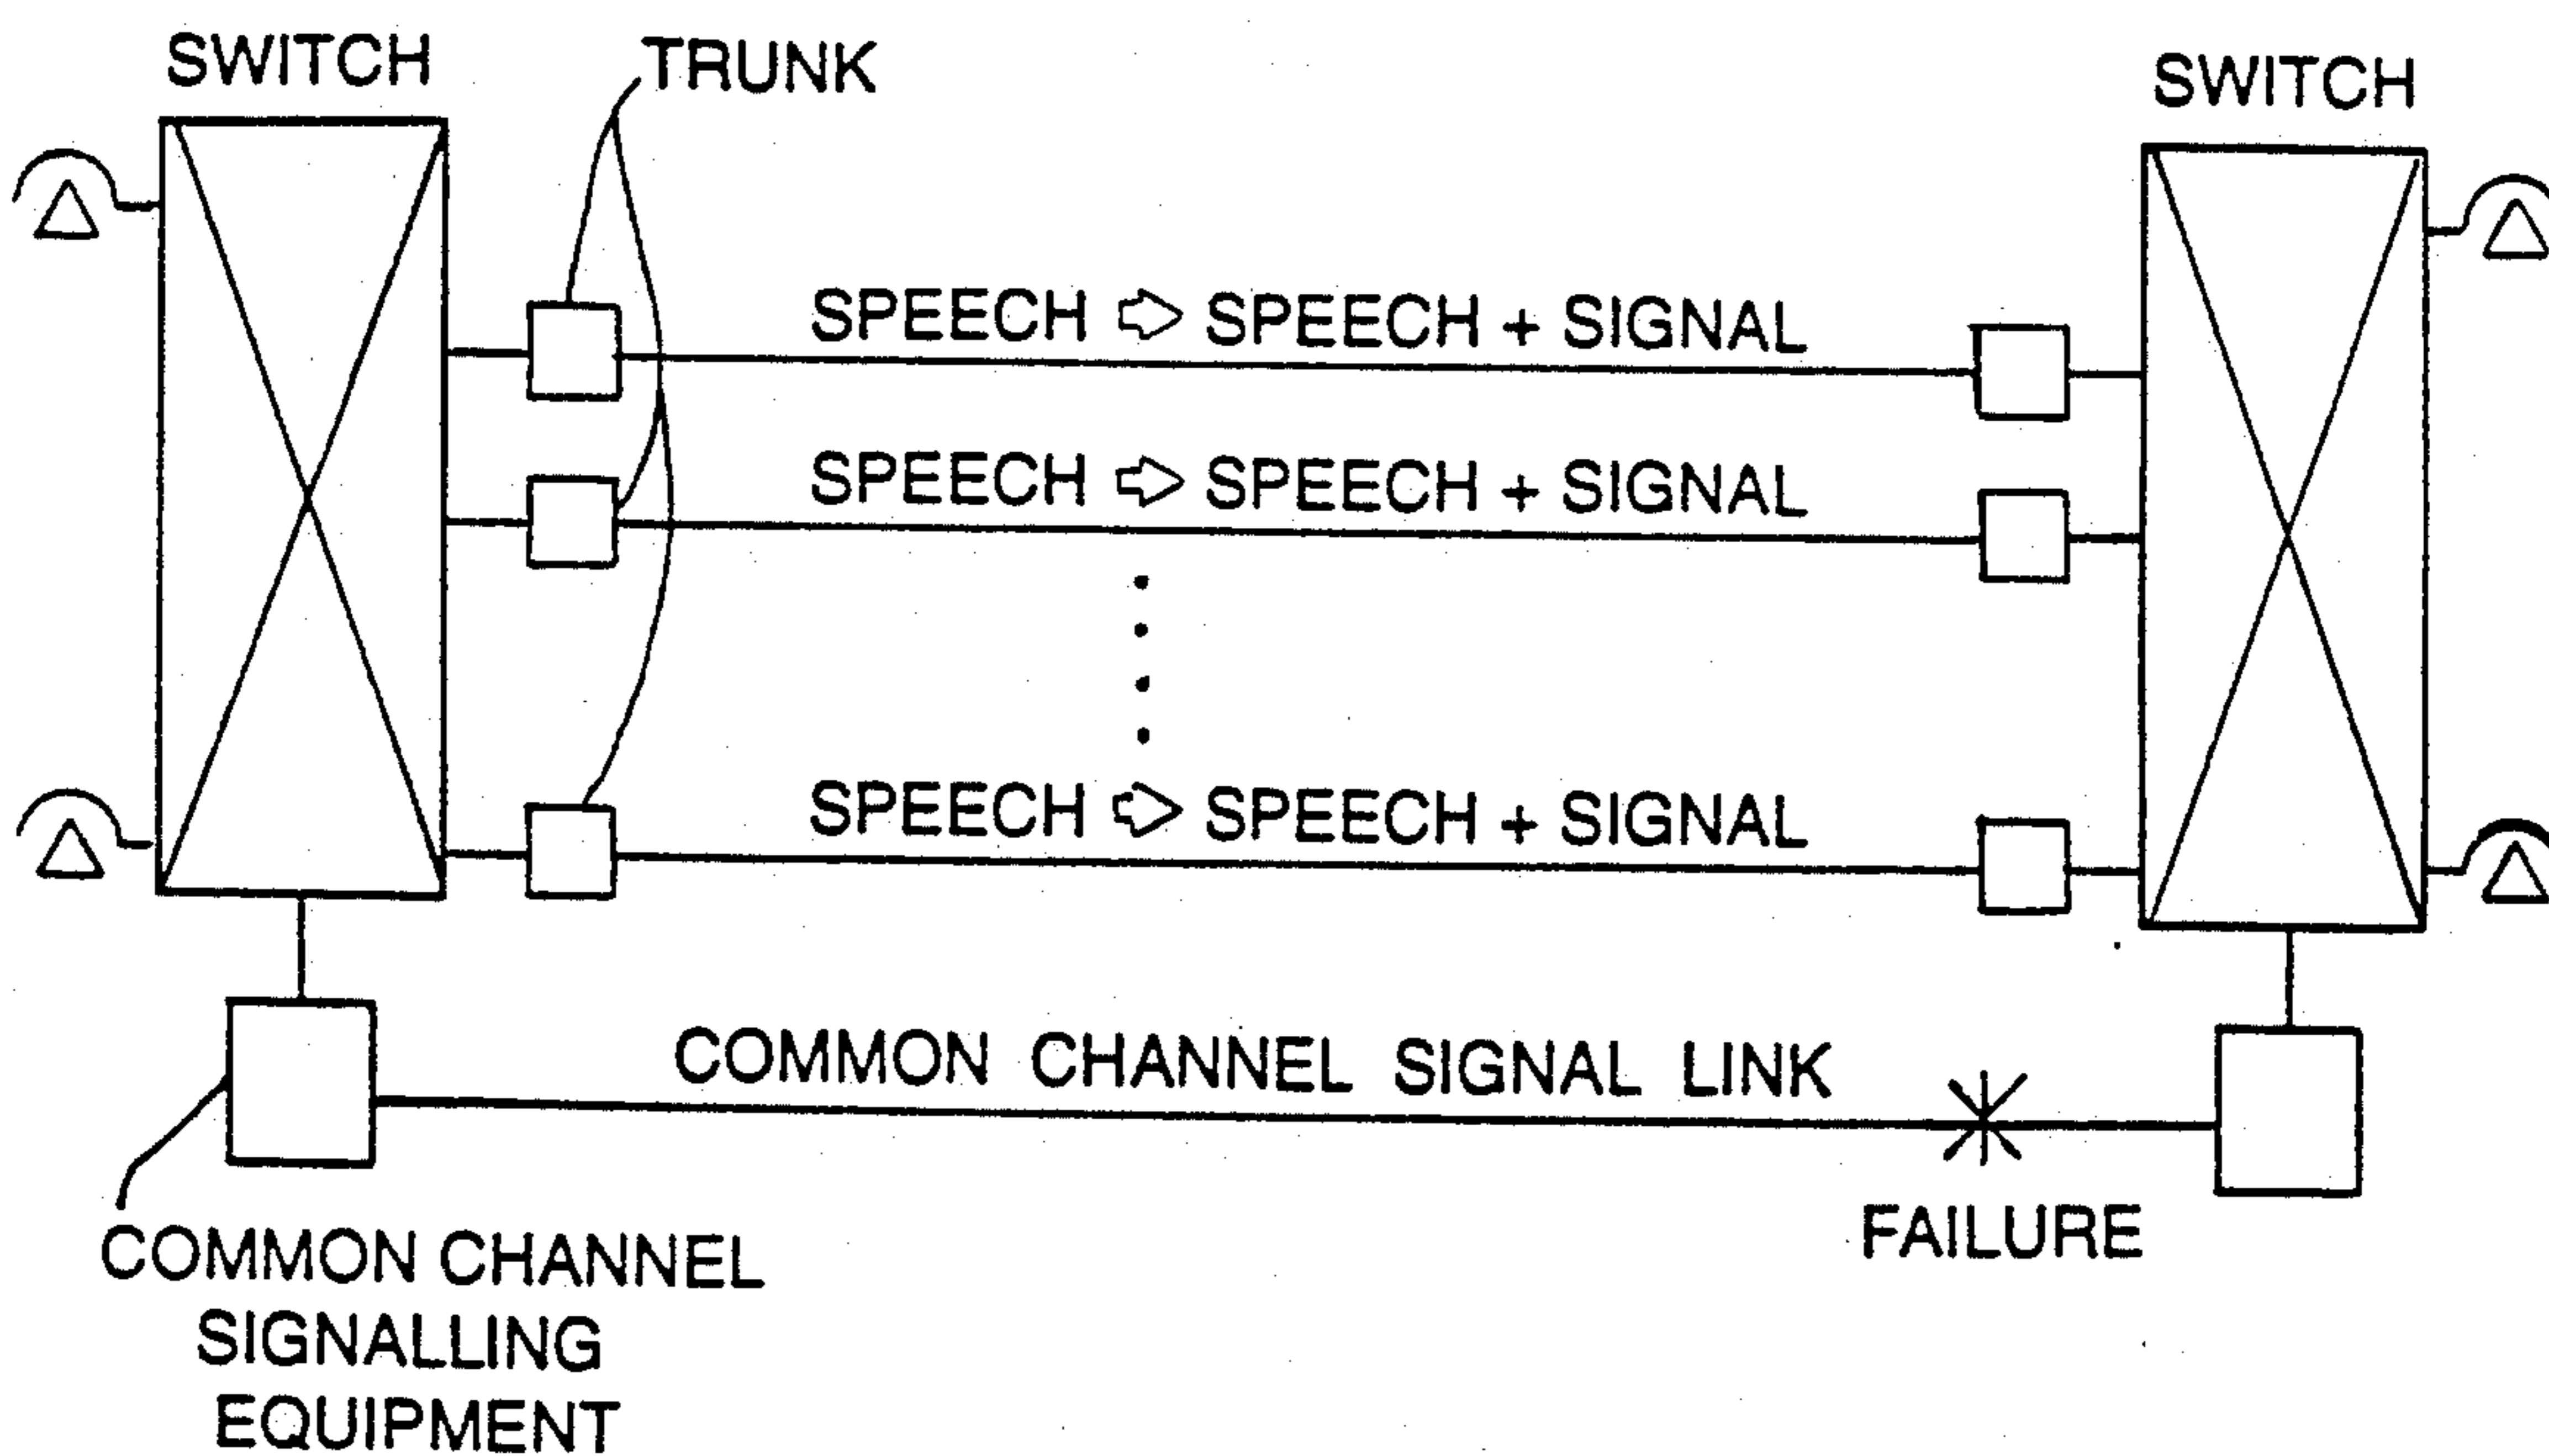 SWITCH
TRUNK
SWITCH
SPEECH ⇨ SPEECH + SIGNAL
SPEECH ⇨ SPEECH + SIGNAL
SPEECH ⇨ SPEECH + SIGNAL
COMMON CHANNEL SIGNAL LINK
FAILURE
COMMON CHANNEL
SIGNALLING
EQUIPMENT